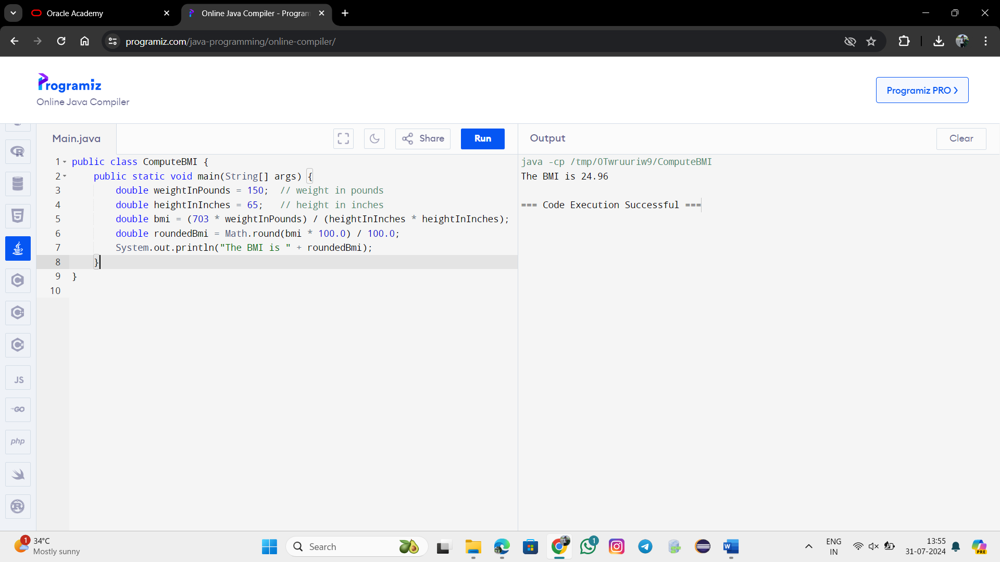 Oracle Academy
Online Java Compiler - Program
programiz.com/java-programming/online-compiler/
Programiz
Online Java Compiler
Programiz PRO
Main.java
Share
Run
Output
Clear
1 public class ComputeBMI {
2 public static void main(String[] args) {
3 double weightInPounds = 150; // weight in pounds
4 double heightInInches = 65; // height in inches
5 double bmi = (703 * weightInPounds) / (heightInInches * heightInInches);
6 double roundedBmi = Math.round(bmi * 100.0) / 100.0;
7 System.out.println("The BMI is " + roundedBmi);
8 }
9 }
10
java -cp /tmp/OTwruuriw9/ComputeBMI
The BMI is 24.96
=== Code Execution Successful ===
R
5
C
C
C
JS
GO
php
R
1
34°C
Mostly sunny
Search
1
W
ENG
IN
13:55
31-07-2024
PRE